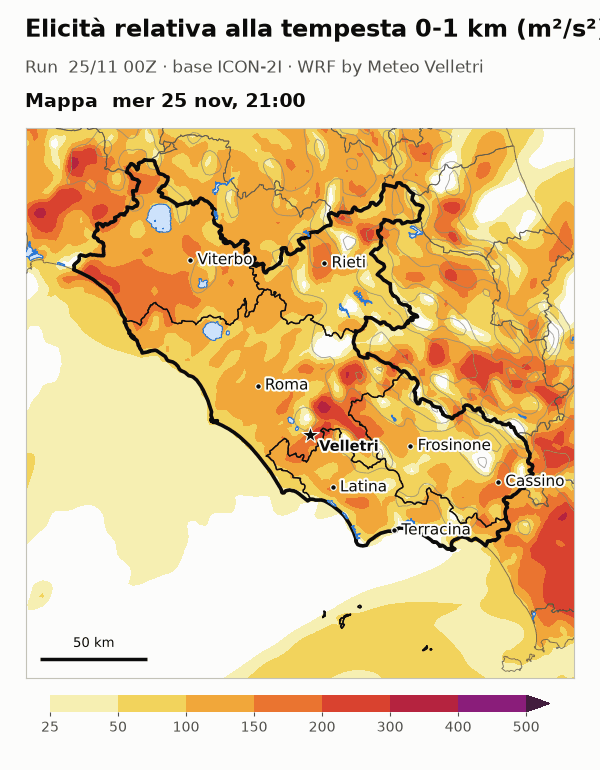 Elicità relativa alla tempesta 0-1 km (m²/s²)
Run  25/11 00Z · base ICON-2I · WRF by Meteo Velletri
Mappa  mer 25 nov, 21:00
Viterbo
Rieti
Roma
Velletri
Frosinone
Cassino
Latina
Terracina
50 km
25 50 100 150 200 300 400 500